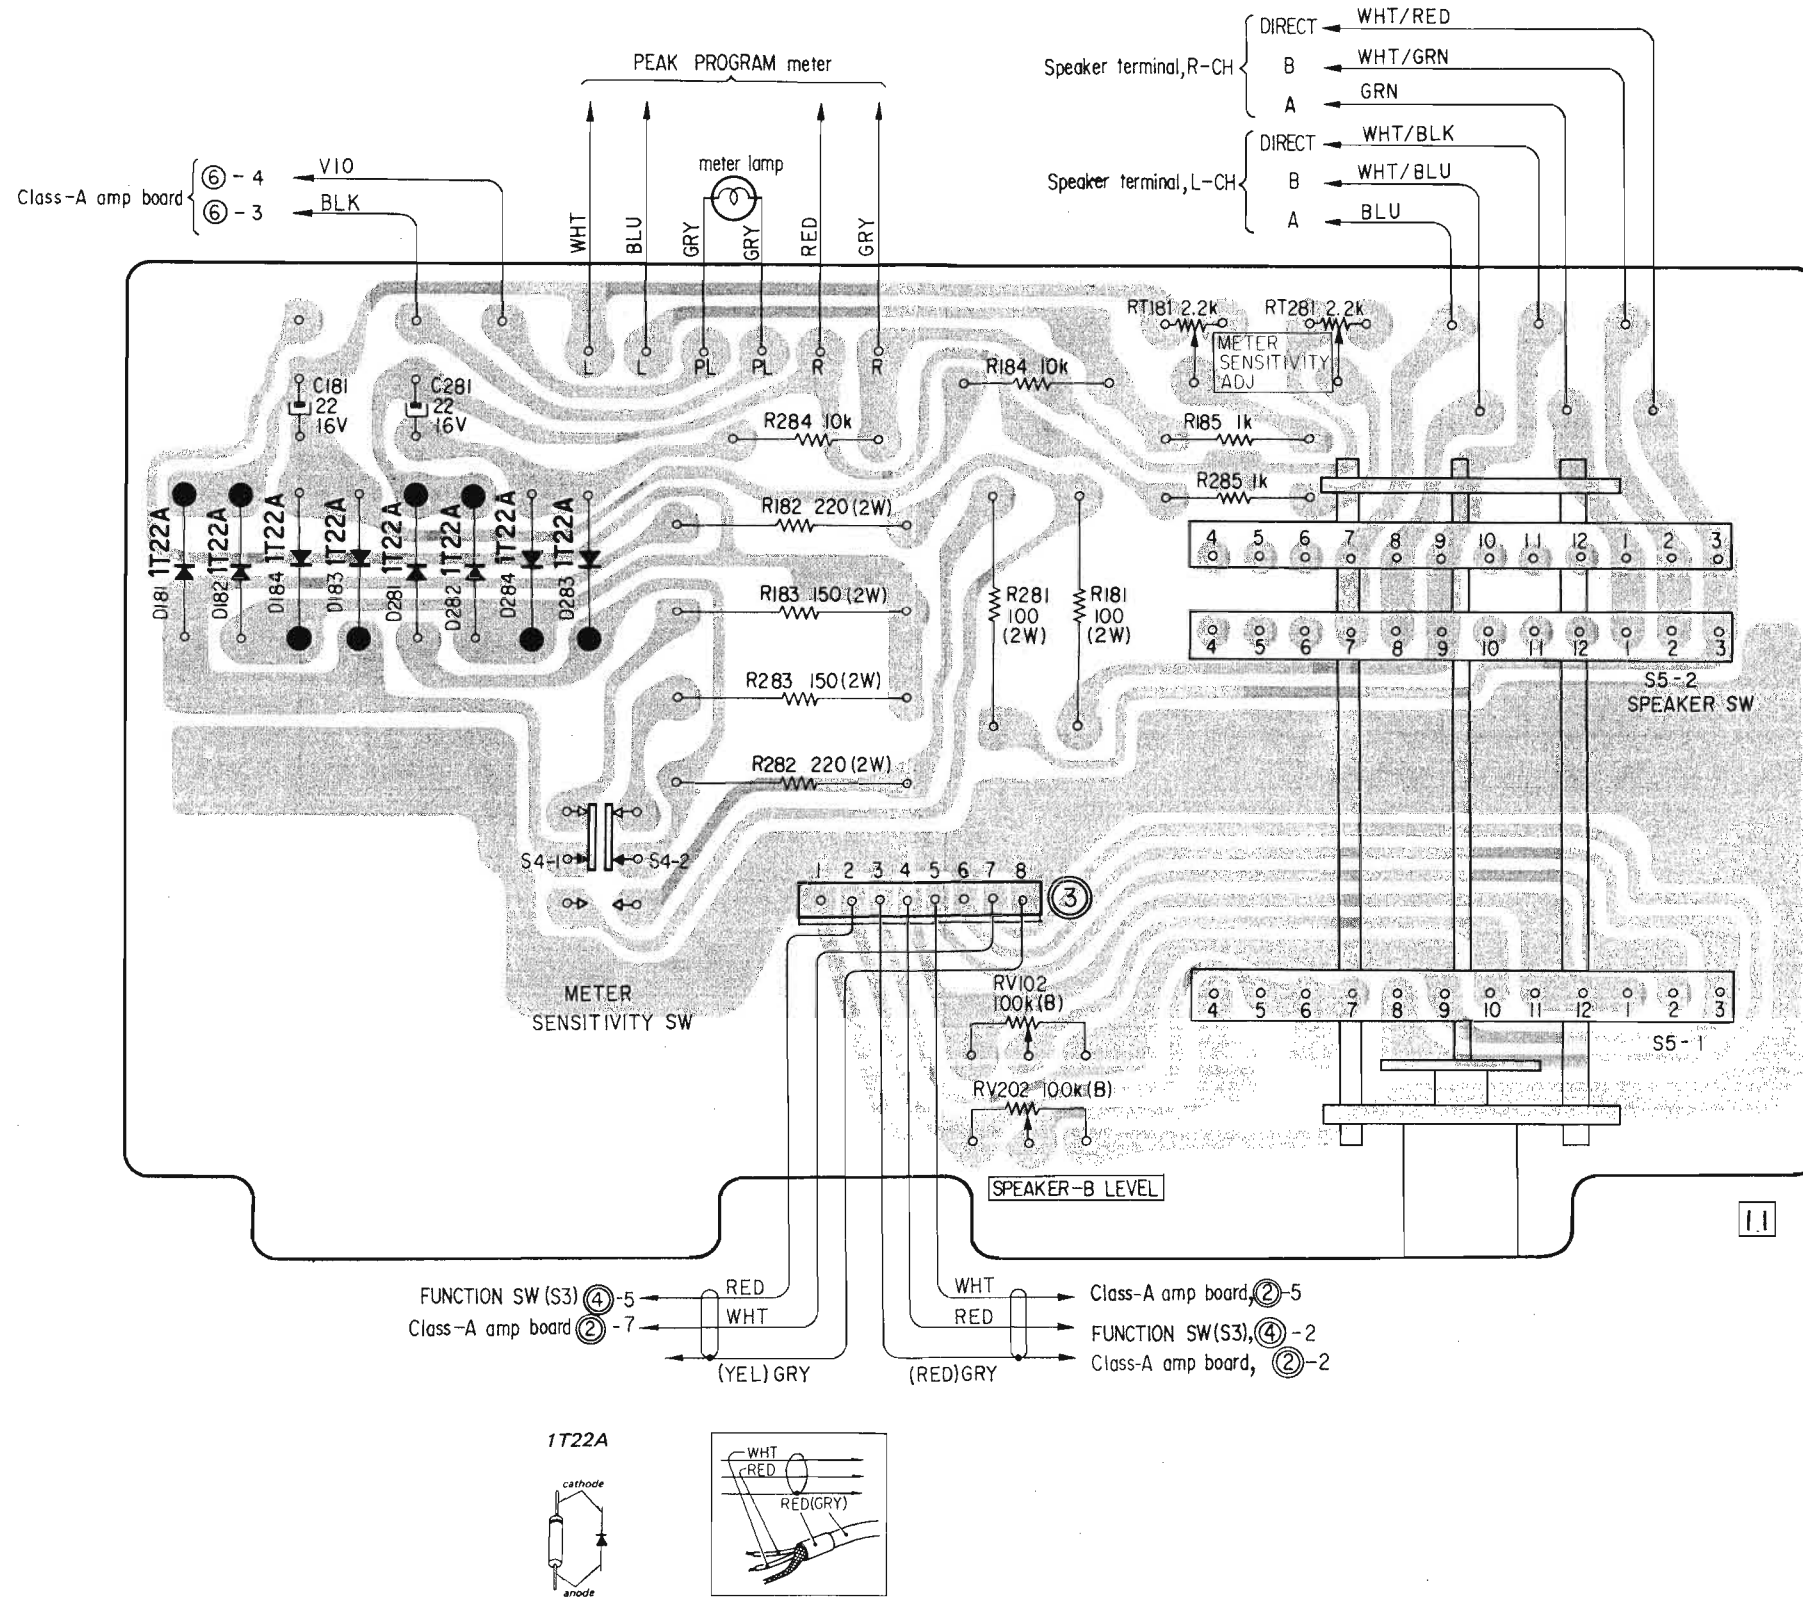 PEAK PROGRAM meter
Speaker terminal,R-CH
DIRECT WHT/RED
B WHT/GRN
A GRN
Speaker terminal,L-CH
DIRECT WHT/BLK
B WHT/BLU
A BLU
Class-A amp board
⑥-4 VIO
⑥-3 BLK
meter lamp
WHT BLU GRY GRY RED GRY
L L PL PL R R
RT181 2.2k
RT281 2.2k
METER
SENSITIVITY
ADJ
R184 10k
C181
22
16V
C281
22
16V
R284 10k
R185 1k
R285 1k
R182 220(2W)
1T22A 1T22A 1T22A 1T22A 1T22A 1T22A 1T22A 1T22A
D181 D182 D184 D183 D281 D282 D284 D283
4 5 6 7 8 9 10 11 12 1 2 3
R183 150(2W)
R281
100
(2W)
R181
100
(2W)
4 5 6 7 8 9 10 11 12 1 2 3
R283 150(2W)
S5-2
SPEAKER SW
R282 220(2W)
S4-1 S4-2
1 2 3 4 5 6 7 8
③
METER
SENSITIVITY SW
RV102
100k(B)
4 5 6 7 8 9 10 11 12 1 2 3
S5-1
RV202 100k(B)
SPEAKER-B LEVEL
11
FUNCTION SW(S3) ④-5 RED
Class-A amp board ②-7 WHT
(YEL)GRY
WHT Class-A amp board,②-5
RED FUNCTION SW(S3),④-2
(RED)GRY Class-A amp board, ②-2
1T22A
cathode
anode
WHT
RED
RED(GRY)